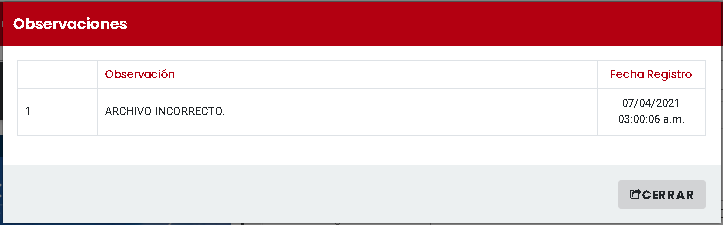 Observaciones
Observación Fecha Registro
1 ARCHIVO INCORRECTO. 07/04/2021
03:00:06 a.m.
CERRAR